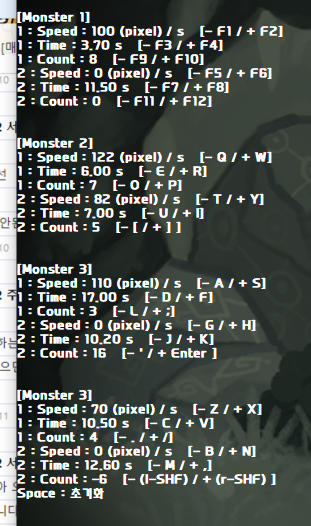 [Monster 1]
1 : Speed : 100 (pixel) / s [- F1 / + F2]
1 : Time : 3.70 s [- F3 / + F4]
1 : Count : 8 [- F9 / + F10]
2 : Speed : 0 (pixel) / s [- F5 / + F6]
2 : Time : 11.50 s [- F7 / + F8]
2 : Count : 0 [- F11 / + F12]
[Monster 2]
1 : Speed : 122 (pixel) / s [- Q / + W]
1 : Time : 6.00 s [- E / + R]
1 : Count : 7 [- O / + P]
2 : Speed : 82 (pixel) / s [- T / + Y]
2 : Time : 7.00 s [- U / + I]
2 : Count : 5 [- [ / + ] ]
[Monster 3]
1 : Speed : 110 (pixel) / s [- A / + S]
1 : Time : 17.00 s [- D / + F]
1 : Count : 3 [- L / + ;]
2 : Speed : 0 (pixel) / s [- G / + H]
2 : Time : 10.20 s [- J / + K]
2 : Count : 16 [- ' / + Enter ]
[Monster 3]
1 : Speed : 70 (pixel) / s [- Z / + X]
1 : Time : 10.50 s [- C / + V]
1 : Count : 4 [- . / + /]
2 : Speed : 0 (pixel) / s [- B / + N]
2 : Time : 12.60 s [- M / + ,]
2 : Count : -6 [- (l-SHF) / + (r-SHF) ]
Space : 초기화